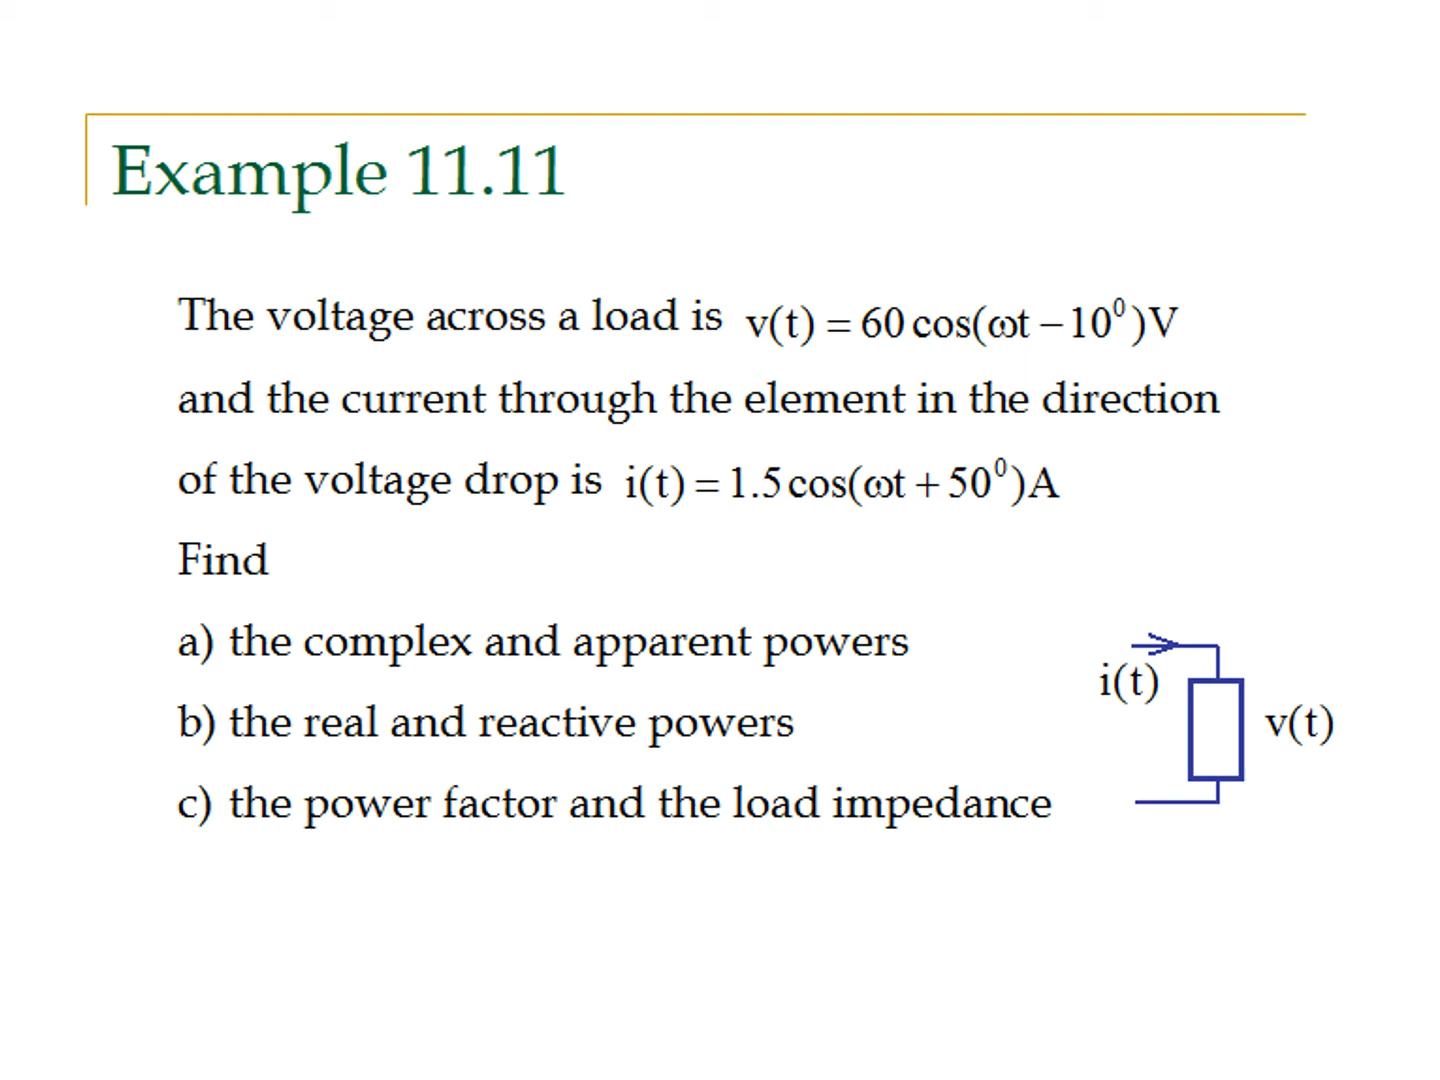 Example 11.11
The voltage across a load is v(t) = 60 cos(ωt − 10⁰)V
and the current through the element in the direction
of the voltage drop is i(t) = 1.5 cos(ωt + 50⁰)A
Find
a) the complex and apparent powers
b) the real and reactive powers
c) the power factor and the load impedance
i(t)
v(t)